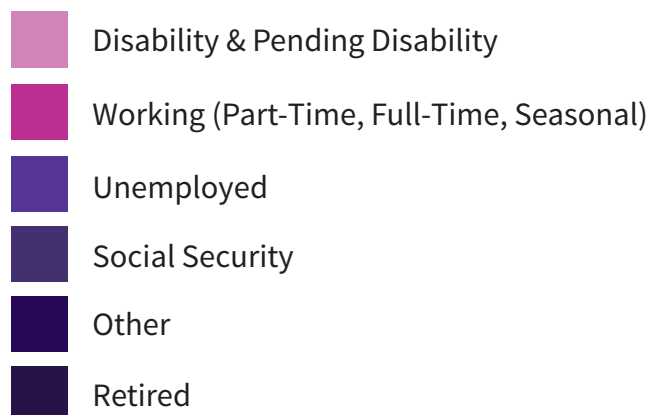 Disability & Pending Disability
Working (Part-Time, Full-Time, Seasonal)
Unemployed
Social Security
Other
Retired